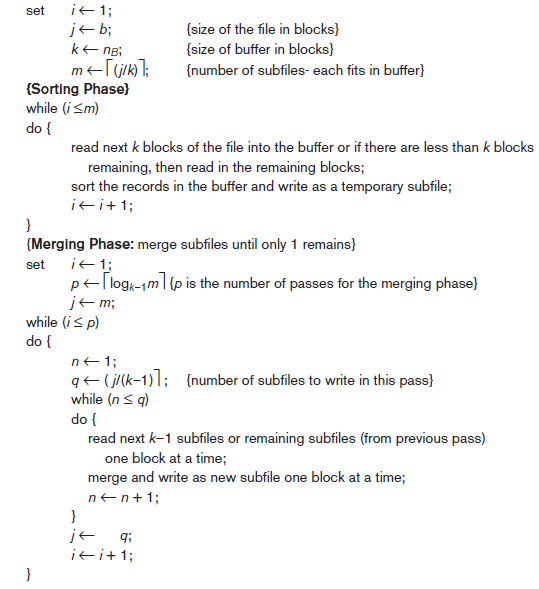 set i ← 1;
j ← b; {size of the file in blocks}
k ← nB; {size of buffer in blocks}
m ← ⌈(j/k)⌉; {number of subfiles- each fits in buffer}
{Sorting Phase}
while (i ≤ m)
do {
read next k blocks of the file into the buffer or if there are less than k blocks
remaining, then read in the remaining blocks;
sort the records in the buffer and write as a temporary subfile;
i ← i + 1;
}
{Merging Phase: merge subfiles until only 1 remains}
set i ← 1;
p ← ⌈logk−1m⌉ {p is the number of passes for the merging phase}
j ← m;
while (i ≤ p)
do {
n ← 1;
q ← (j/(k−1)⌉; {number of subfiles to write in this pass}
while (n ≤ q)
do {
read next k−1 subfiles or remaining subfiles (from previous pass)
one block at a time;
merge and write as new subfile one block at a time;
n ← n + 1;
}
j ← q;
i ← i + 1;
}